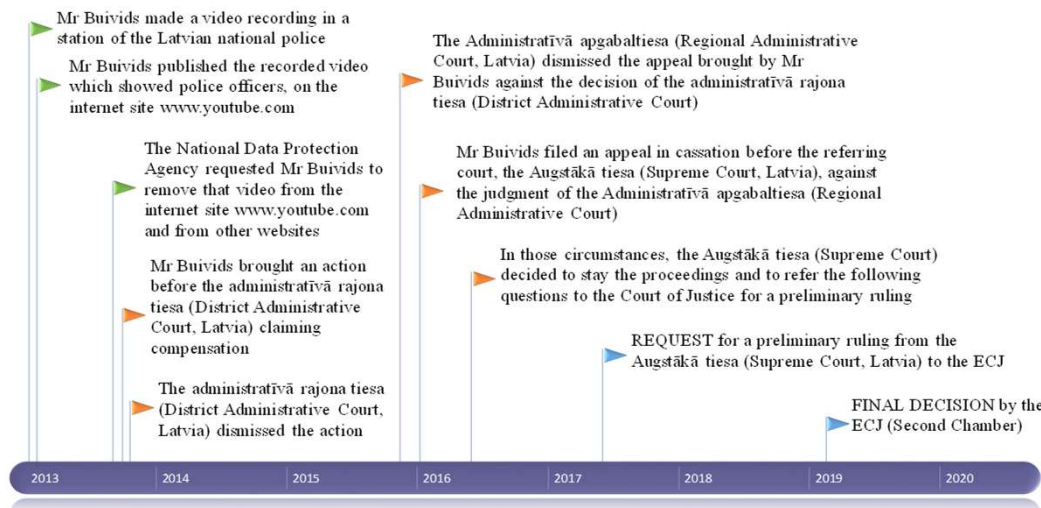 Mr Buivids made a video recording in a
station of the Latvian national police
Mr Buivids published the recorded video
which showed police officers, on the
internet site www.youtube.com
The National Data Protection
Agency requested Mr Buivids to
remove that video from the
internet site www.youtube.com
and from other websites
Mr Buivids brought an action
before the administratīvā rajona
tiesa (District Administrative
Court, Latvia) claiming
compensation
The administratīvā rajona tiesa
(District Administrative Court,
Latvia) dismissed the action
The Administratīvā apgabaltiesa (Regional Administrative
Court, Latvia) dismissed the appeal brought by Mr
Buivids against the decision of the administratīvā rajona
tiesa (District Administrative Court)
Mr Buivids filed an appeal in cassation before the referring
court, the Augstākā tiesa (Supreme Court, Latvia), against
the judgment of the Administratīvā apgabaltiesa (Regional
Administrative Court)
In those circumstances, the Augstākā tiesa (Supreme Court)
decided to stay the proceedings and to refer the following
questions to the Court of Justice for a preliminary ruling
REQUEST for a preliminary ruling from the
Augstākā tiesa (Supreme Court, Latvia) to the ECJ
FINAL DECISION by the
ECJ (Second Chamber)
2013 2014 2015 2016 2017 2018 2019 2020